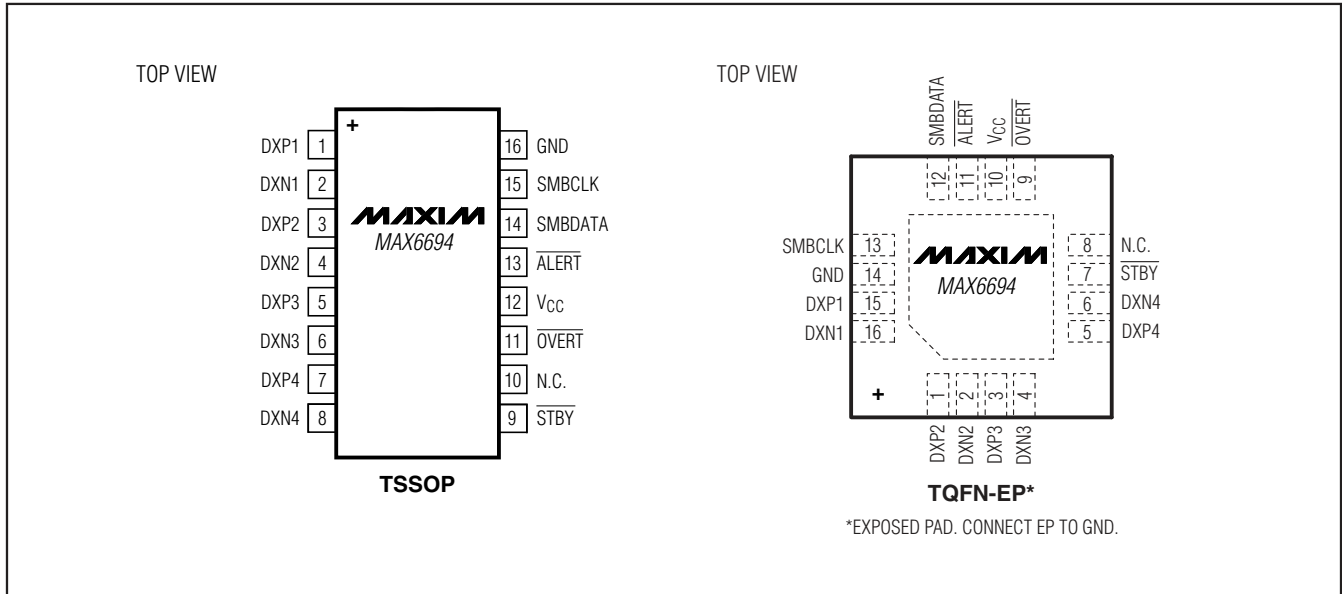 TOP VIEW
+
DXP1 1
DXN1 2
DXP2 3
DXN2 4
DXP3 5
DXN3 6
DXP4 7
DXN4 8
MAXIM
MAX6694
16 GND
15 SMBCLK
14 SMBDATA
13 ALERT
12 VCC
11 OVERT
10 N.C.
9 STBY
TSSOP
TOP VIEW
SMBDATA ALERT VCC OVERT
12 11 10 9
SMBCLK 13
GND 14
DXP1 15
DXN1 16
MAXIM
MAX6694
8 N.C.
7 STBY
6 DXN4
5 DXP4
+
1 2 3 4
DXP2 DXN2 DXP3 DXN3
TQFN-EP*
*EXPOSED PAD. CONNECT EP TO GND.